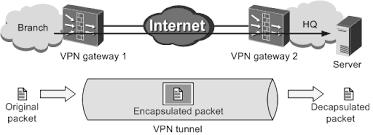 Branch
Internet
HQ
VPN gateway 1
VPN gateway 2
Server
Original
packet
Encapsulated packet
VPN tunnel
Decapsulated
packet